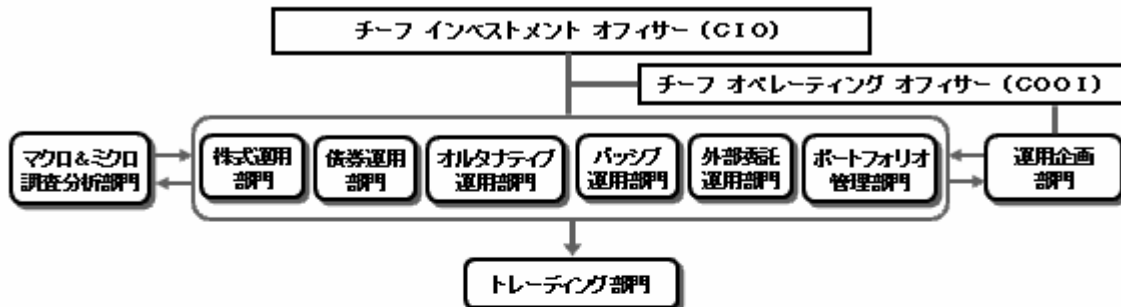 チーフ インベストメント オフィサー (CIO)
チーフ オペレーティング オフィサー (COOI)
マクロ&ミクロ
調査分析部門
株式運用
部門
債券運用
部門
オルタナティブ
運用部門
パッシブ
運用部門
外部委託
運用部門
ポートフォリオ
管理部門
運用企画
部門
トレーディング部門